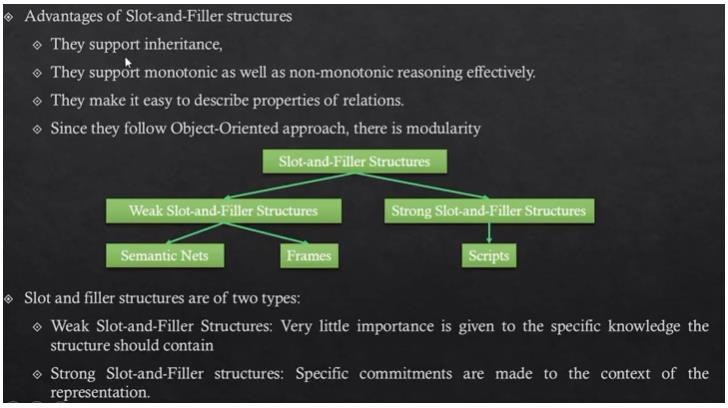 Advantages of Slot-and-Filler structures
They support inheritance,
They support monotonic as well as non-monotonic reasoning effectively.
They make it easy to describe properties of relations.
Since they follow Object-Oriented approach, there is modularity
Slot-and-Filler Structures
Weak Slot-and-Filler Structures
Strong Slot-and-Filler Structures
Semantic Nets
Frames
Scripts
Slot and filler structures are of two types:
Weak Slot-and-Filler Structures: Very little importance is given to the specific knowledge the
structure should contain
Strong Slot-and-Filler structures: Specific commitments are made to the context of the
representation.